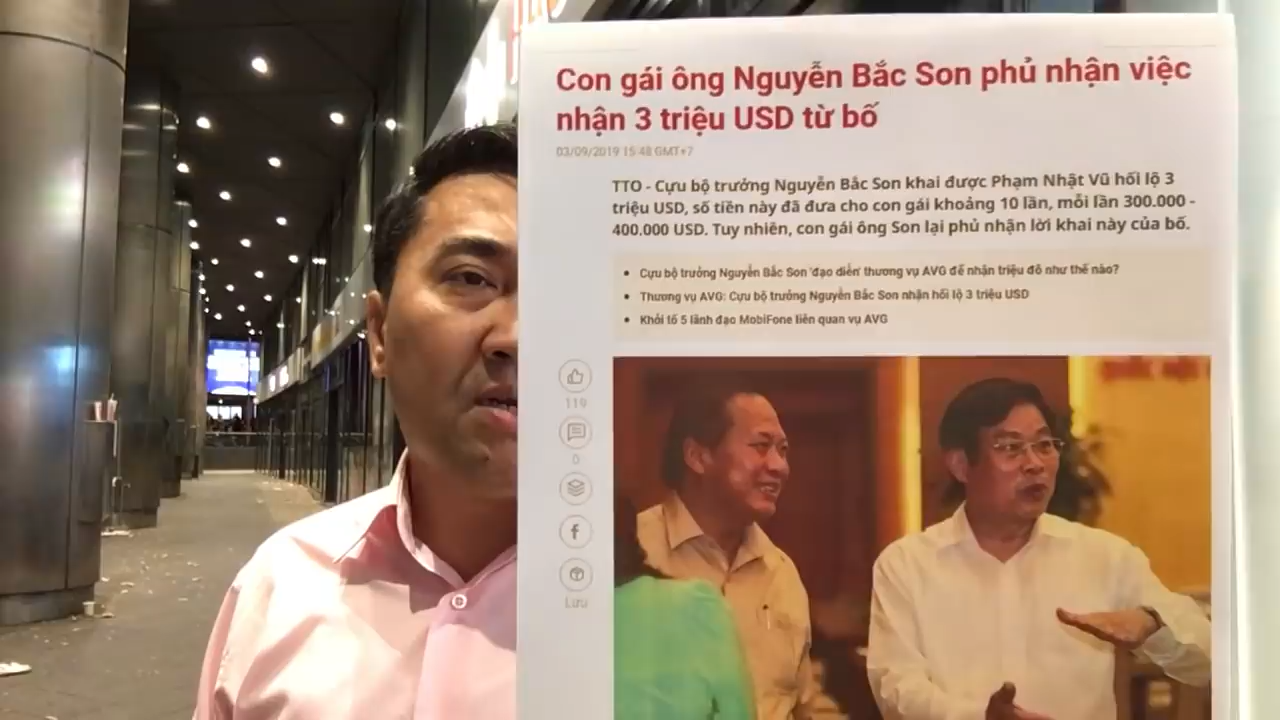 Con gái ông Nguyễn Bắc Son phủ nhận việc
nhận 3 triệu USD từ bố
03/09/2019 15:48 GMT+7
TTO - Cựu bộ trưởng Nguyễn Bắc Son khai được Phạm Nhật Vũ hối lộ 3
triệu USD, số tiền này đã đưa cho con gái khoảng 10 lần, mỗi lần 300.000 -
400.000 USD. Tuy nhiên, con gái ông Son lại phủ nhận lời khai này của bố.
• Cựu bộ trưởng Nguyễn Bắc Son 'đạo diễn' thương vụ AVG để nhận triệu đô như thế nào?
• Thương vụ AVG: Cựu bộ trưởng Nguyễn Bắc Son nhận hối lộ 3 triệu USD
• Khởi tố 5 lãnh đạo MobiFone liên quan vụ AVG
119
0
f
Lưu